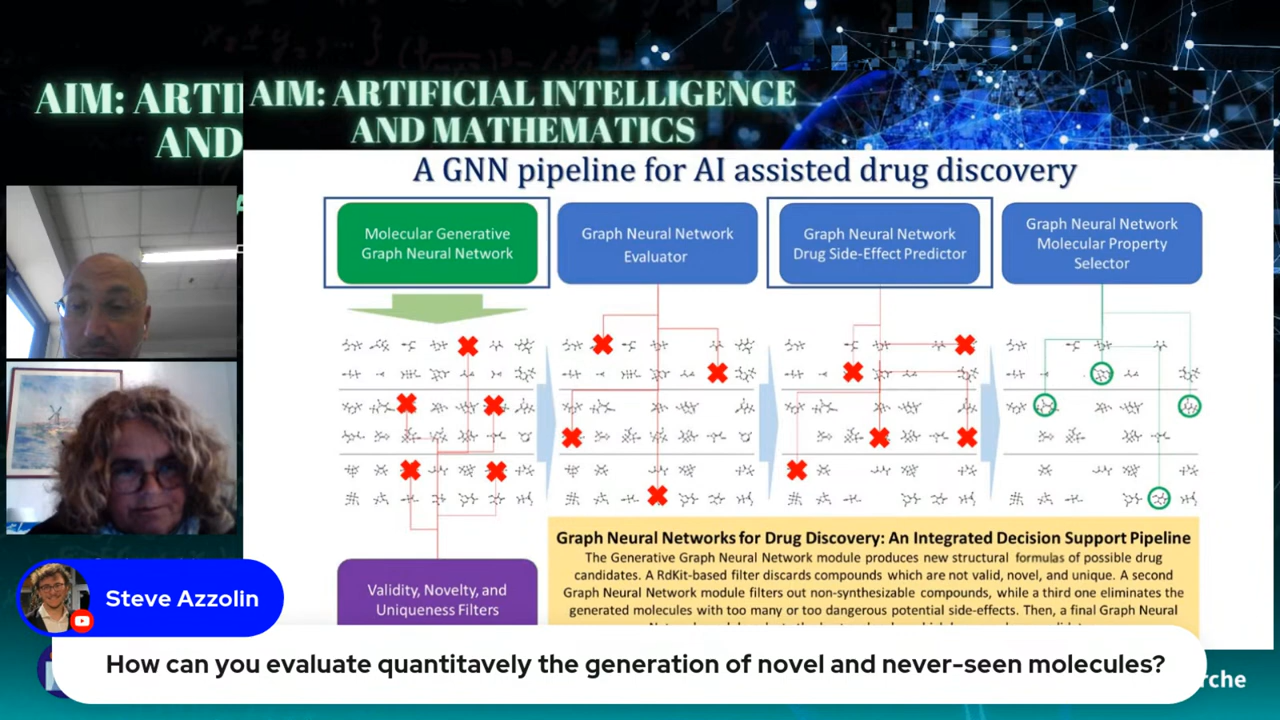 AIM: ARTI
AND
AIM: ARTIFICIAL INTELLIGENCE
AND MATHEMATICS
A GNN pipeline for AI assisted drug discovery
Molecular Generative
Graph Neural Network
Graph Neural Network
Evaluator
Graph Neural Network
Drug Side-Effect Predictor
Graph Neural Network
Molecular Property
Selector
Validity, Novelty, and
Uniqueness Filters
Graph Neural Networks for Drug Discovery: An Integrated Decision Support Pipeline
The Generative Graph Neural Network module produces new structural formulas of possible drug
candidates. A RdKit-based filter discards compounds which are not valid, novel, and unique. A second
Graph Neural Network module filters out non-synthesizable compounds, while a third one eliminates the
generated molecules with too many or too dangerous potential side-effects. Then, a final Graph Neural
Steve Azzolin
How can you evaluate quantitavely the generation of novel and never-seen molecules?
rche